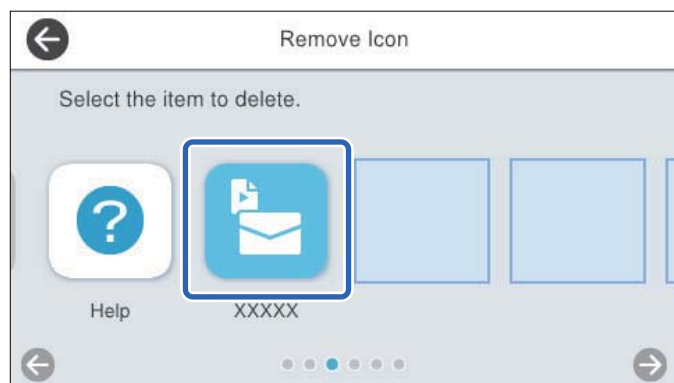 Remove Icon
Select the item to delete.
?
Help
XXXXX